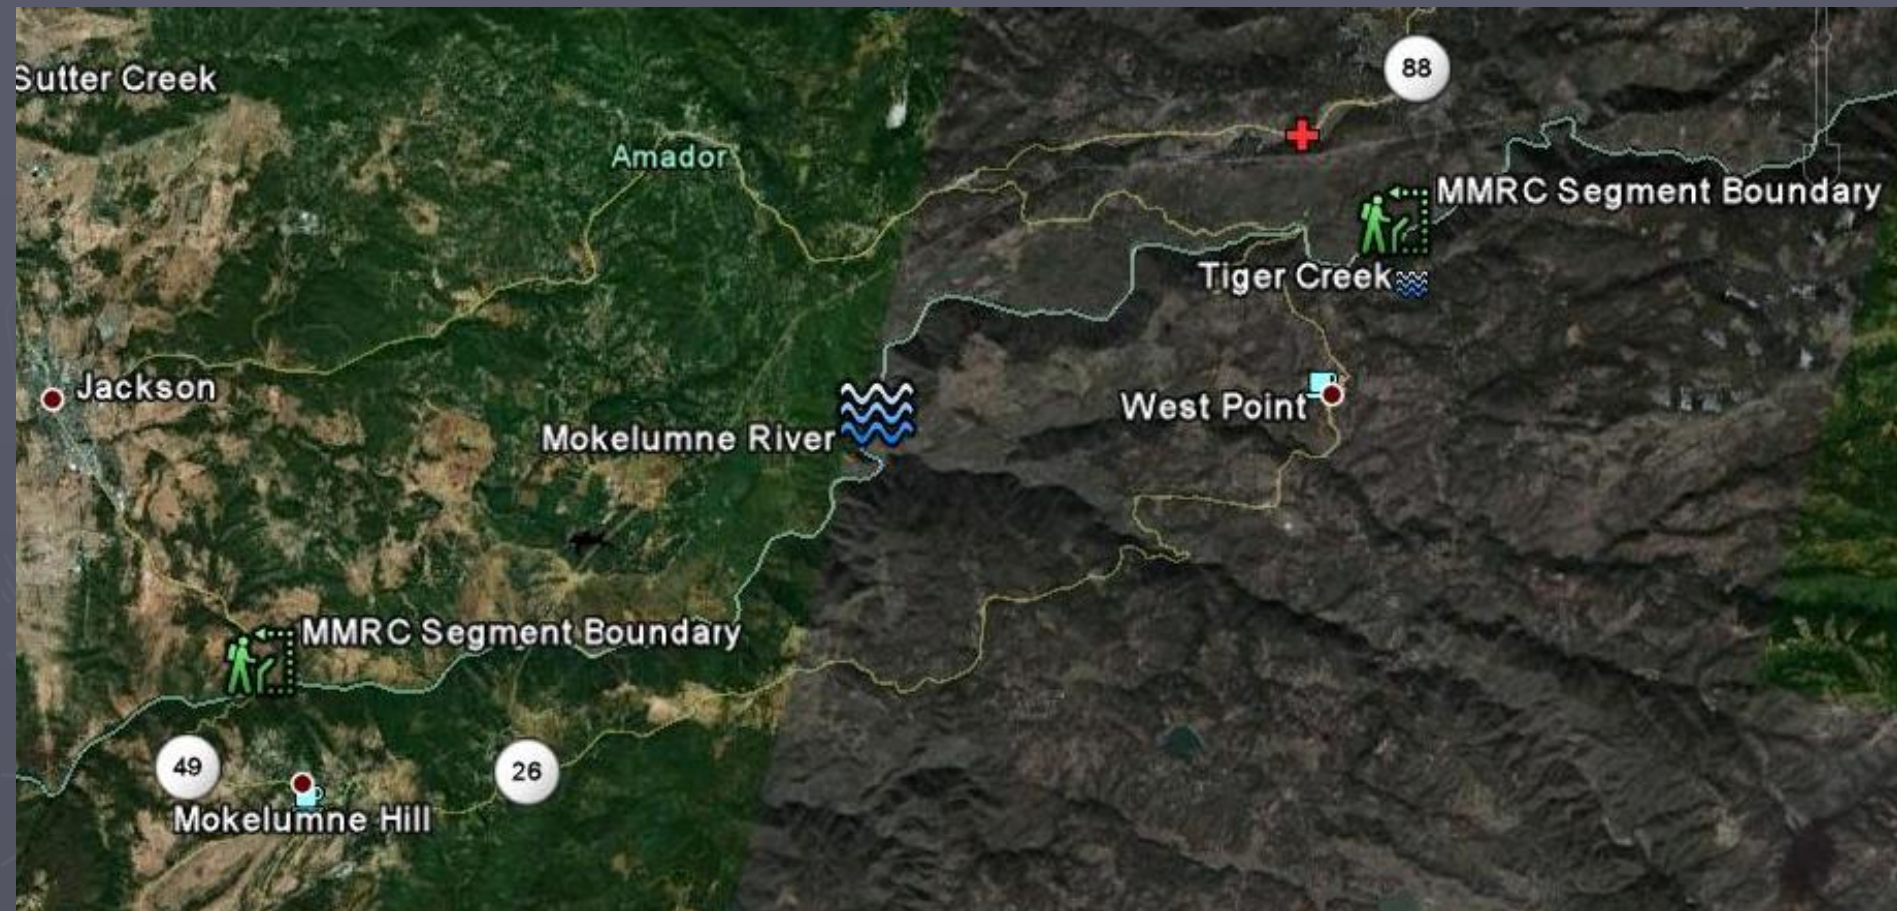 88
Sutter Creek
Amador
MMRC Segment Boundary
Tiger Creek
Jackson
West Point
Mokelumne River
MMRC Segment Boundary
49
26
Mokelumne Hill